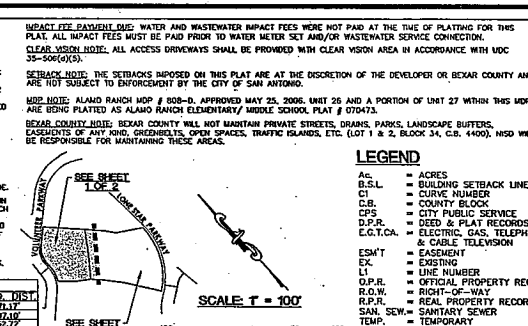 IMPACT FEE PAYMENT DUE: WATER AND WASTEWATER IMPACT FEES WERE NOT PAID AT THE TIME OF PLATTING FOR THIS
PLAT. ALL IMPACT FEES MUST BE PAID PRIOR TO WATER METER SET AND/OR WASTEWATER SERVICE CONNECTION.
CLEAR VISION NOTE: ALL ACCESS DRIVEWAYS SHALL BE PROVIDED WITH CLEAR VISION AREA IN ACCORDANCE WITH UDC
35-506(d)(5).
SETBACK NOTE: THE SETBACKS IMPOSED ON THIS PLAT ARE AT THE DISCRETION OF THE DEVELOPER OR BEXAR COUNTY AN
ARE NOT SUBJECT TO ENFORCEMENT BY THE CITY OF SAN ANTONIO.
MDP NOTE: ALAMO RANCH MDP # 808-D. APPROVED MAY 25, 2006. UNIT 26 AND A PORTION OF UNIT 27 WITHIN THIS MDP
ARE BEING PLATTED AS ALAMO RANCH ELEMENTARY/ MIDDLE SCHOOL PLAT # 070473.
BEXAR COUNTY NOTE: BEXAR COUNTY WILL NOT MAINTAIN PRIVATE STREETS, DRAINS, PARKS, LANDSCAPE BUFFERS,
EASEMENTS OF ANY KIND, GREENBELTS, OPEN SPACES, TRAFFIC ISLANDS, ETC. (LOT 1 & 2, BLOCK 34, C.B. 4400). NISD WI
BE RESPONSIBLE FOR MAINTAINING THESE AREAS.
SEE SHEET
1 OF 2
VOLUNTEER PARKWAY
LONE STAR PARKWAY
SEE SHEET
SCALE: 1" = 100'
LEGEND
Ac. = ACRES
B.S.L. = BUILDING SETBACK LINE
C1 = CURVE NUMBER
C.B. = COUNTY BLOCK
CPS = CITY PUBLIC SERVICE
D.P.R. = DEED & PLAT RECORDS
E.G.T.CA. = ELECTRIC, GAS, TELEPH
& CABLE TELEVISION
ESM'T = EASEMENT
EX. = EXISTING
L1 = LINE NUMBER
O.P.R. = OFFICIAL PROPERTY REC
R.O.W. = RIGHT-OF-WAY
R.P.R. = REAL PROPERTY RECOR
SAN. SEW. = SANITARY SEWER
TEMP. = TEMPORARY